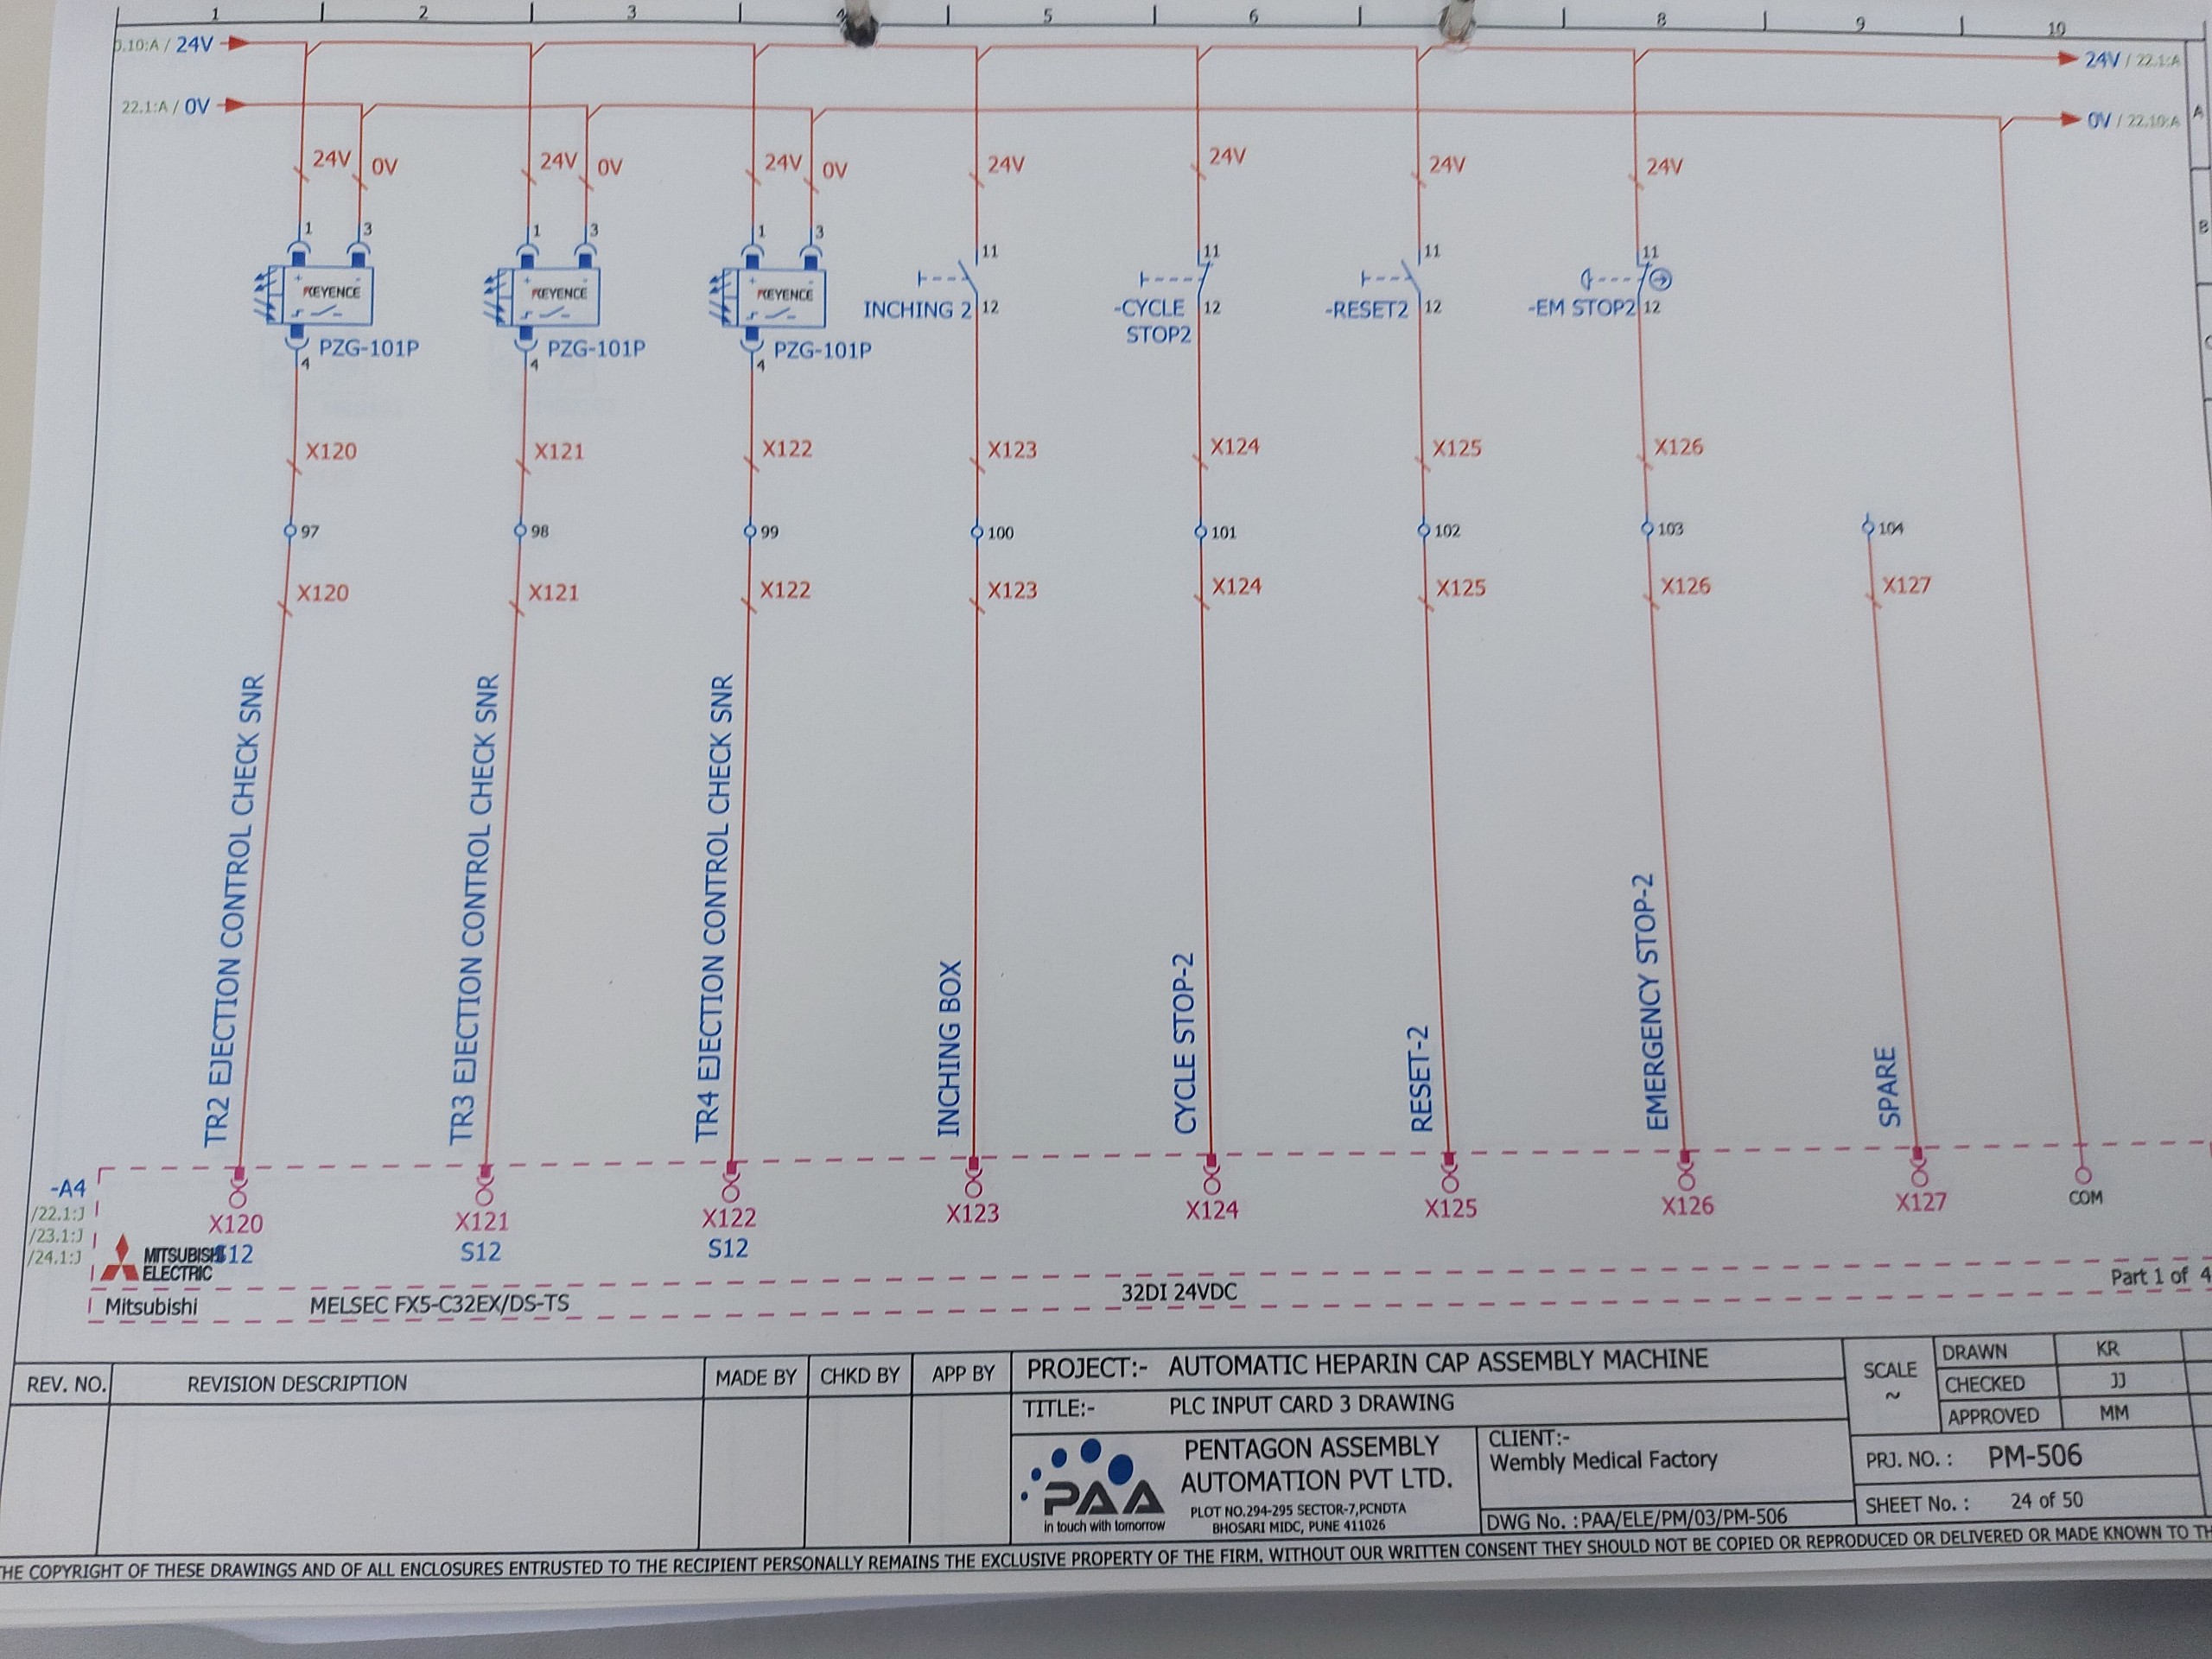 1 2 3 5 6 8 9 10
24V
24V / 22.1:A
22.1:A / 0V
0V / 22.10:A
A
24V 0V 24V 0V 24V 0V 24V 24V 24V 24V
B
1 3 1 3 1 3 11 11 11 11
+ - KEYENCE
+ - KEYENCE
+ - KEYENCE
INCHING 2 12
-CYCLE STOP2 12
-RESET2 12
-EM STOP2 12
PZG-101P PZG-101P PZG-101P
4 4 4
X120 X121 X122 X123 X124 X125 X126
97 98 99 100 101 102 103 104
X120 X121 X122 X123 X124 X125 X126 X127
TR2 EJECTION CONTROL CHECK SNR
TR3 EJECTION CONTROL CHECK SNR
TR4 EJECTION CONTROL CHECK SNR
INCHING BOX
CYCLE STOP-2
RESET-2
EMERGENCY STOP-2
SPARE
-A4
/22.1:J
/23.1:J
/24.1:J
X120 X121 X122 X123 X124 X125 X126 X127 COM
S12 S12 S12
MITSUBISHI
ELECTRIC
Part 1 of 4
Mitsubishi MELSEC FX5-C32EX/DS-TS 32DI 24VDC
REV. NO. REVISION DESCRIPTION MADE BY CHKD BY APP BY
PROJECT:- AUTOMATIC HEPARIN CAP ASSEMBLY MACHINE
TITLE:- PLC INPUT CARD 3 DRAWING
PAA
in touch with tomorrow
PENTAGON ASSEMBLY
AUTOMATION PVT LTD.
PLOT NO.294-295 SECTOR-7,PCNDTA
BHOSARI MIDC, PUNE 411026
CLIENT:-
Wembly Medical Factory
DWG No. :PAA/ELE/PM/03/PM-506
SCALE
~
DRAWN KR
CHECKED JJ
APPROVED MM
PRJ. NO. : PM-506
SHEET No. : 24 of 50
THE COPYRIGHT OF THESE DRAWINGS AND OF ALL ENCLOSURES ENTRUSTED TO THE RECIPIENT PERSONALLY REMAINS THE EXCLUSIVE PROPERTY OF THE FIRM. WITHOUT OUR WRITTEN CONSENT THEY SHOULD NOT BE COPIED OR REPRODUCED OR DELIVERED OR MADE KNOWN TO